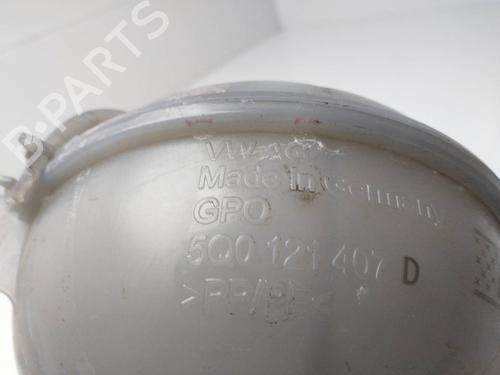 B-PARTS
VW AG
Made in Germany
GPO
5Q0 121 407 D
>PP/PE<